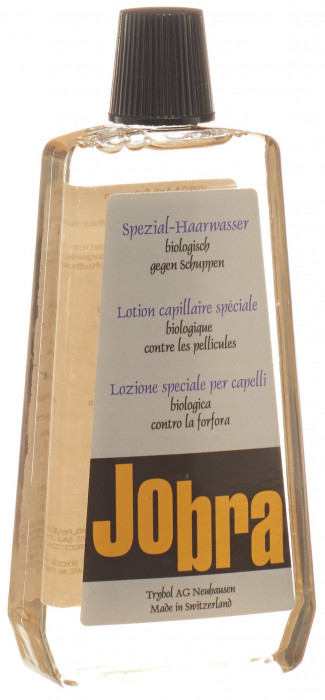 Spezial-Haarwasser
biologisch
gegen Schuppen
Lotion capillaire spéciale
biologique
contre les pellicules
Lozione speciale per capelli
biologica
contro la forfora
Jobra
Trybol AG Neuhausen
Made in Switzerland